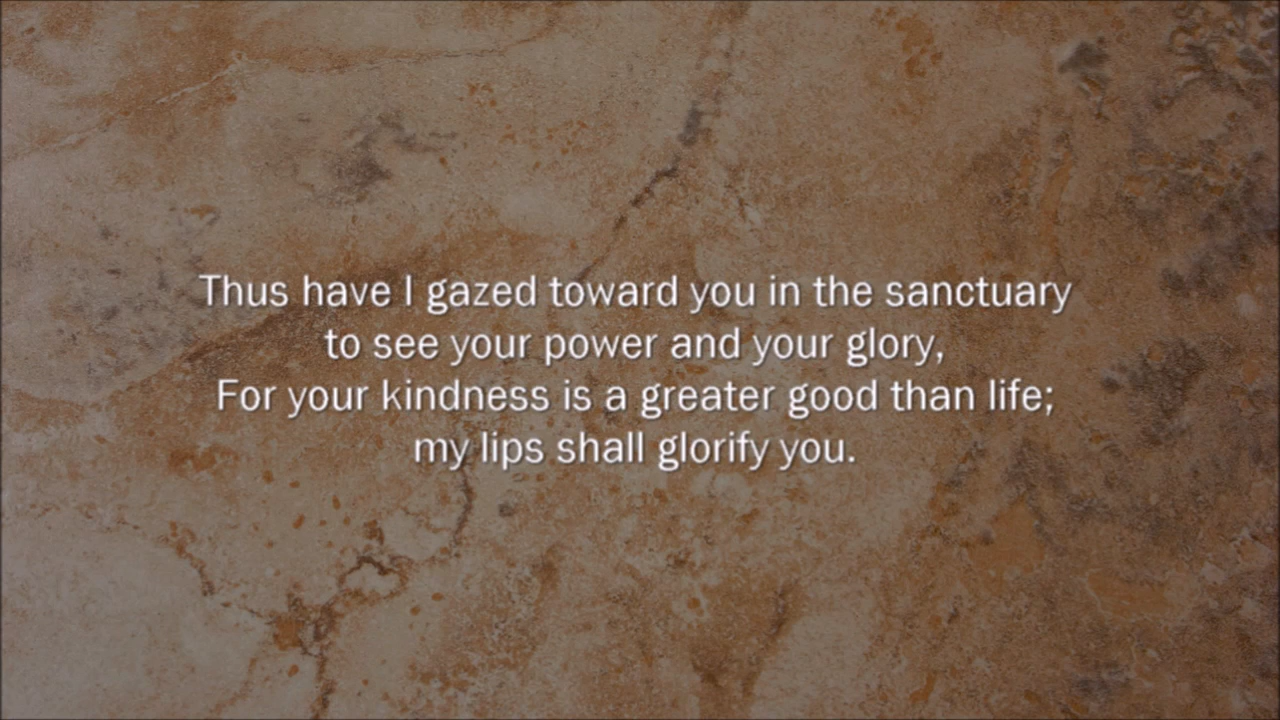 Thus have I gazed toward you in the sanctuary
to see your power and your glory,
For your kindness is a greater good than life;
my lips shall glorify you.